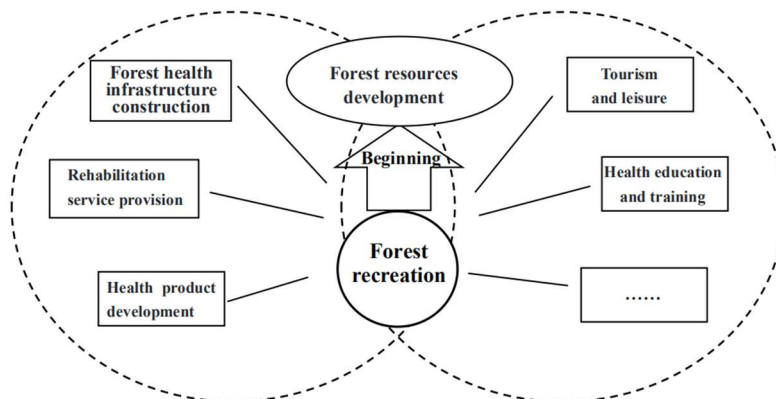 Forest health
infrastructure
construction
Forest resources
development
Tourism
and leisure
Beginning
Rehabilitation
service provision
Health education
and training
Forest
recreation
Health product
development
......